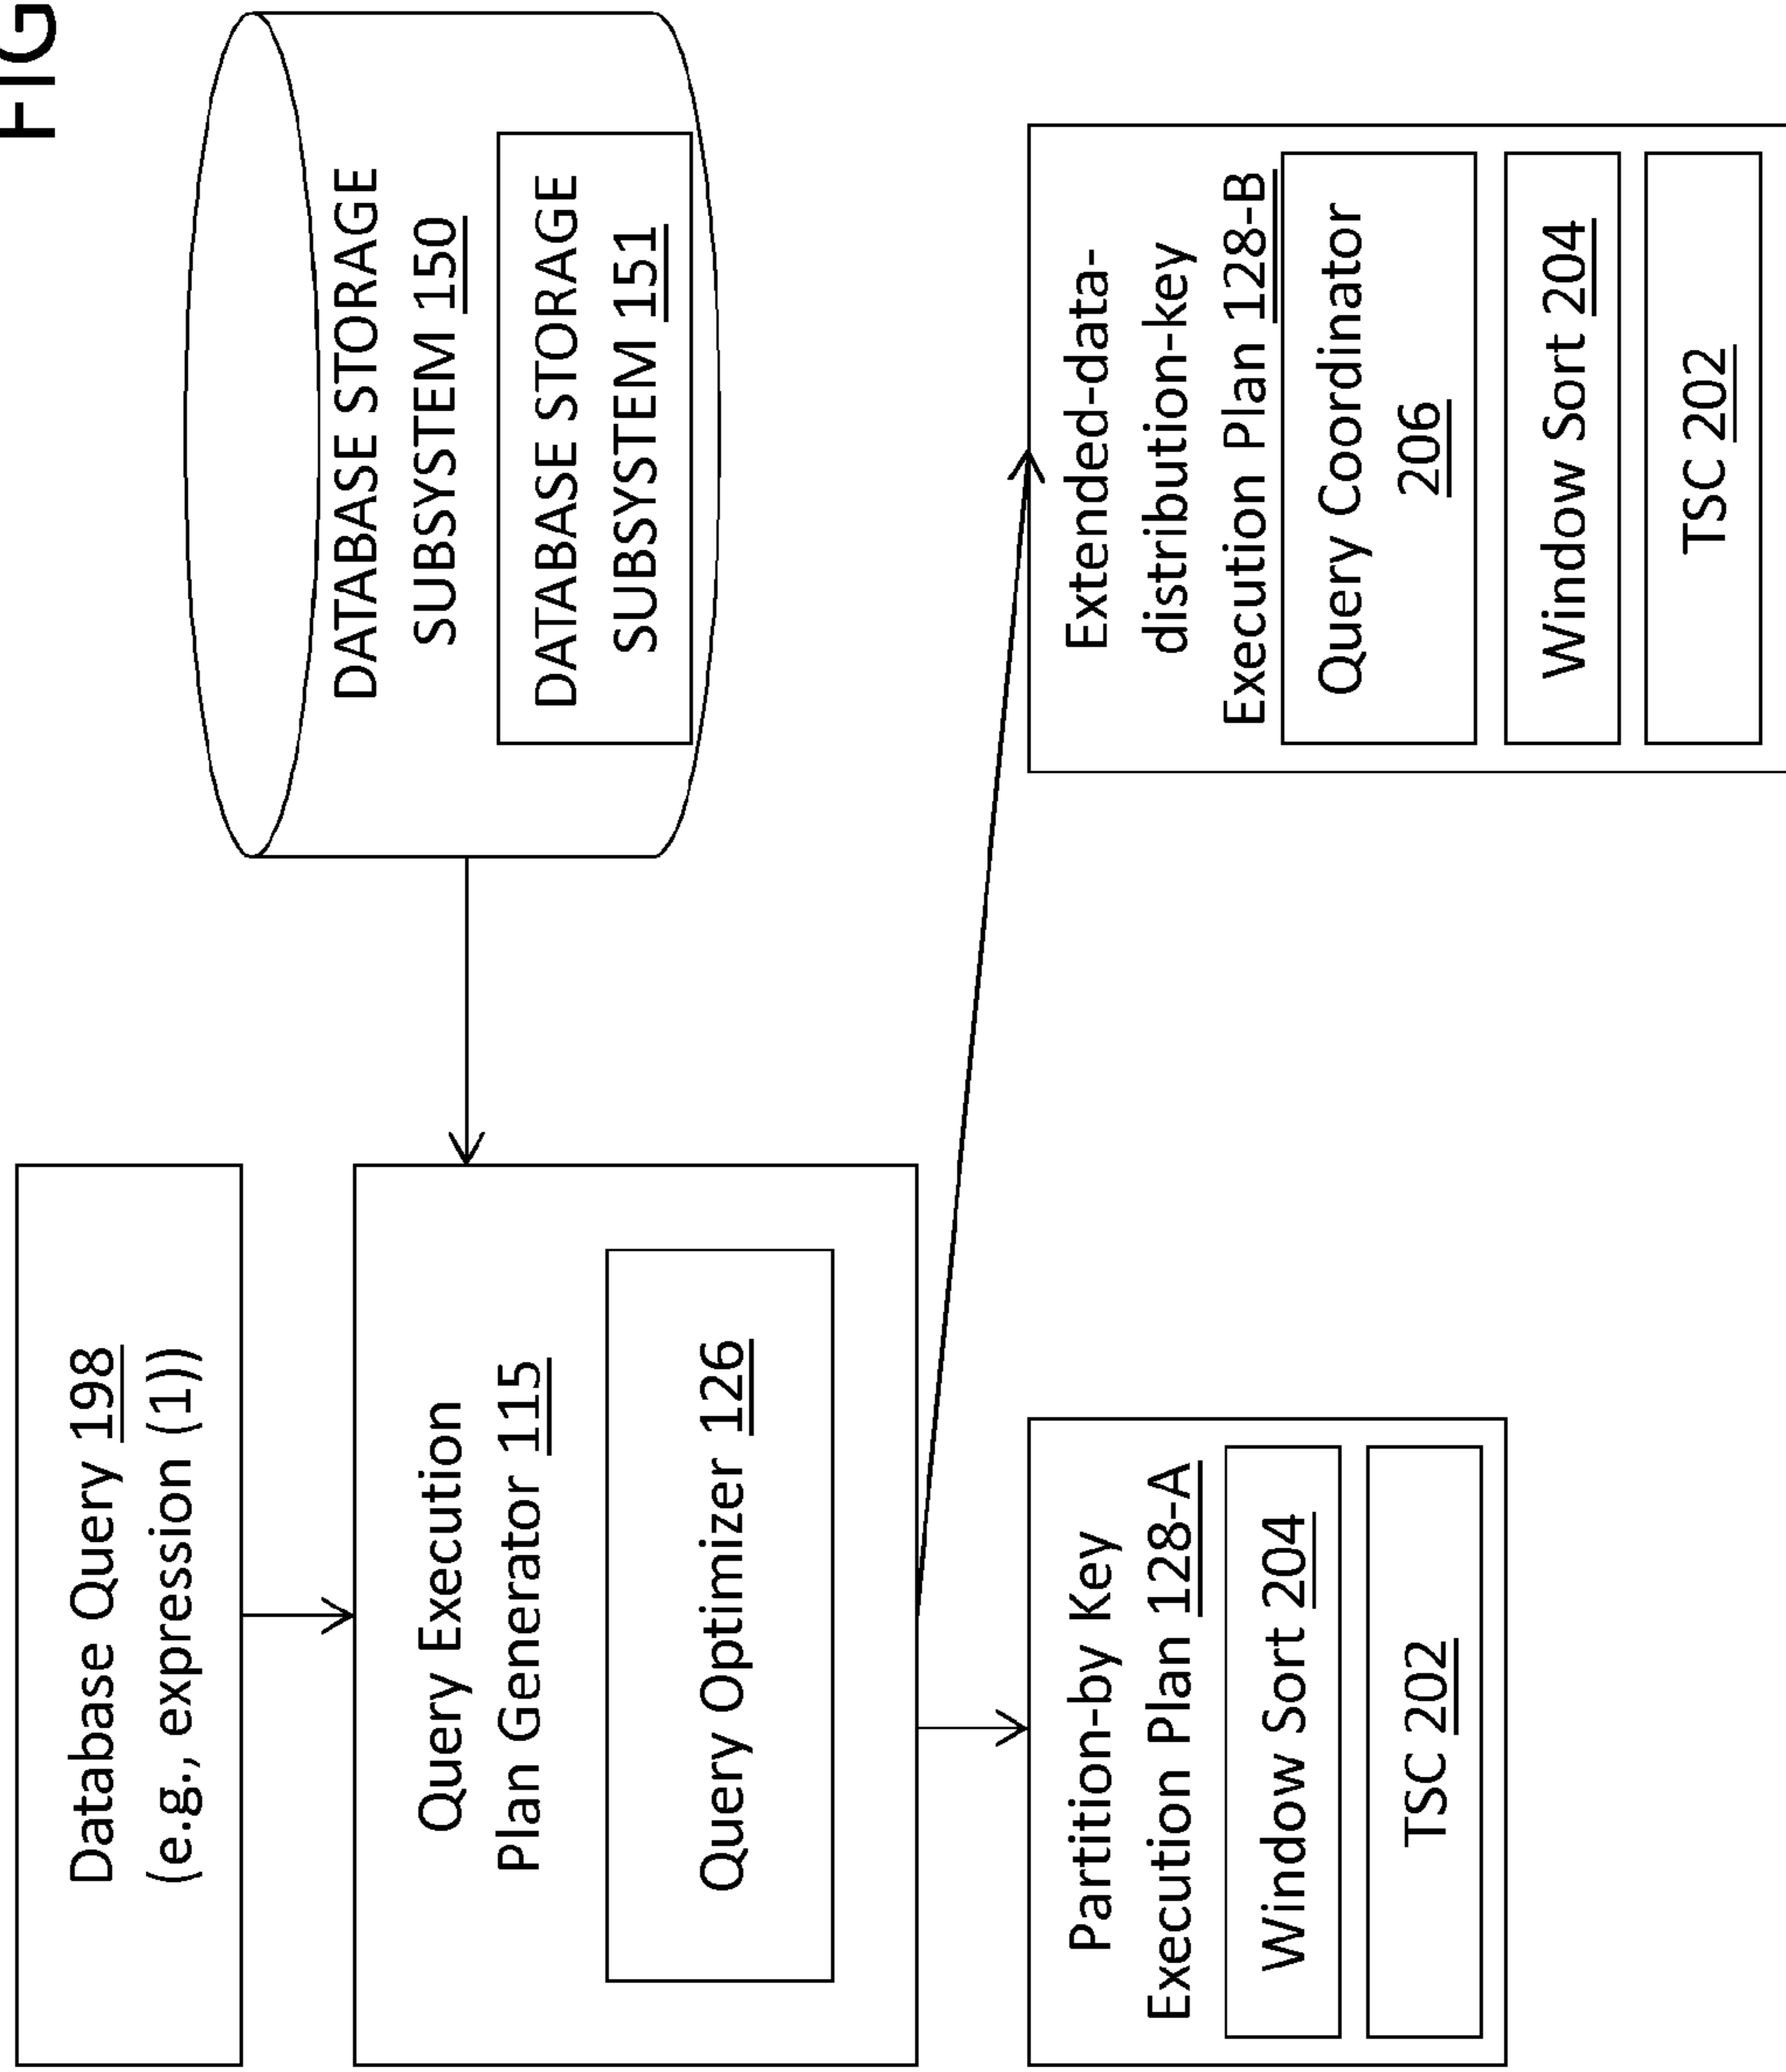 FIG
Database Query 198
(e.g., expression (1))
DATABASE STORAGE
SUBSYSTEM 150
DATABASE STORAGE
SUBSYSTEM 151
Query Execution
Plan Generator 115
Query Optimizer 126
Partition-by Key
Execution Plan 128-A
Window Sort 204
TSC 202
Extended-data-
distribution-key
Execution Plan 128-B
Query Coordinator
206
Window Sort 204
TSC 202